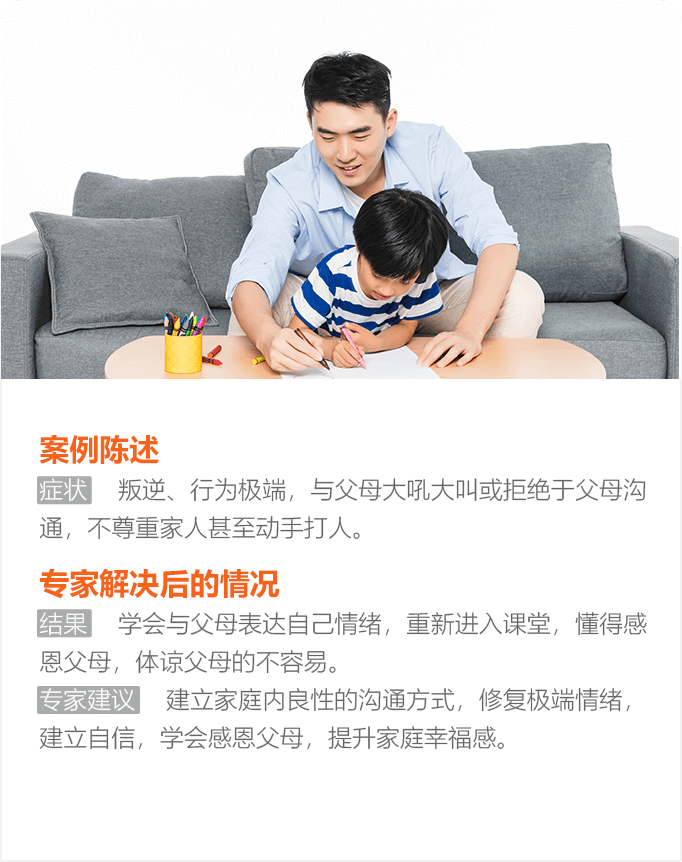 案例陈述
症状 叛逆、行为极端，与父母大吼大叫或拒绝于父母沟
通，不尊重家人甚至动手打人。
专家解决后的情况
结果 学会与父母表达自己情绪，重新进入课堂，懂得感
恩父母，体谅父母的不容易。
专家建议 建立家庭内良性的沟通方式，修复极端情绪，
建立自信，学会感恩父母，提升家庭幸福感。